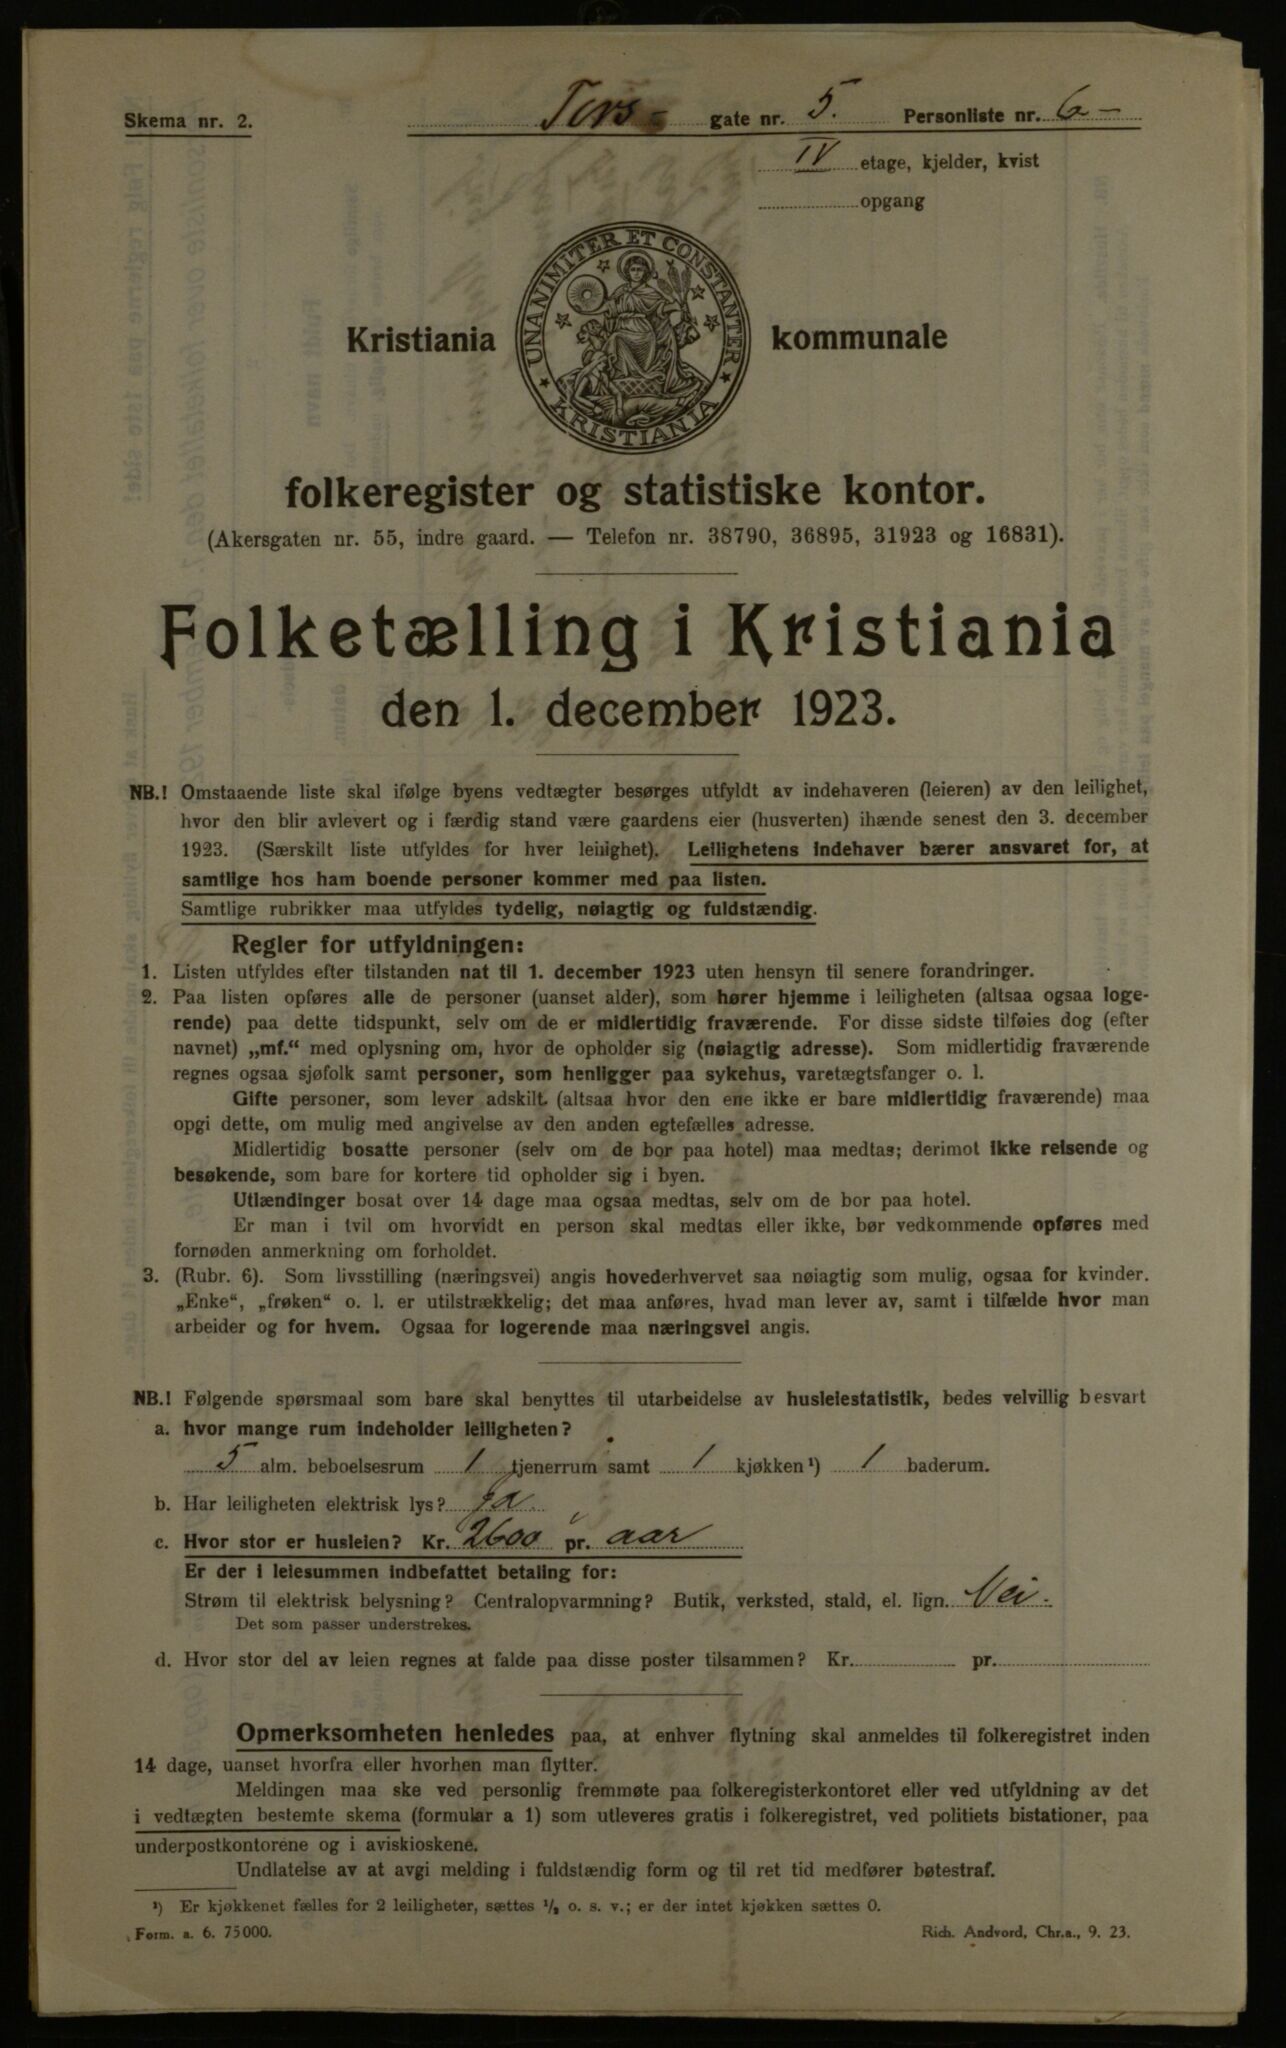 Skema nr. 2.
Tors- gate nr. 5. Personliste nr. 6-
IV etage, kjelder, kvist
opgang
UNANIMITER ET CONSTANTER
KRISTIANIA
Kristiania kommunale
folkeregister og statistiske kontor.
(Akersgaten nr. 55, indre gaard. — Telefon nr. 38790, 36895, 31923 og 16831).
Folketælling i Kristiania
den 1. december 1923.
NB.! Omstaaende liste skal ifølge byens vedtægter besørges utfyldt av indehaveren (leieren) av den leilighet,
hvor den blir avlevert og i færdig stand være gaardens eier (husverten) ihænde senest den 3. december
1923. (Særskilt liste utfyldes for hver leilighet). Leilighetens indehaver bærer ansvaret for, at
samtlige hos ham boende personer kommer med paa listen.
Samtlige rubrikker maa utfyldes tydelig, nøiagtig og fuldstændig.
Regler for utfyldningen:
1. Listen utfyldes efter tilstanden nat til 1. december 1923 uten hensyn til senere forandringer.
2. Paa listen opføres alle de personer (uanset alder), som hører hjemme i leiligheten (altsaa ogsaa loge-
rende) paa dette tidspunkt, selv om de er midlertidig fraværende. For disse sidste tilføies dog (efter
navnet) „mf.“ med oplysning om, hvor de opholder sig (nøiagtig adresse). Som midlertidig fraværende
regnes ogsaa sjøfolk samt personer, som henligger paa sykehus, varetægtsfanger o. l.
Gifte personer, som lever adskilt (altsaa hvor den ene ikke er bare midlertidig fraværende) maa
opgi dette, om mulig med angivelse av den anden egtefælles adresse.
Midlertidig bosatte personer (selv om de bor paa hotel) maa medtas; derimot ikke reisende og
besøkende, som bare for kortere tid opholder sig i byen.
Utlændinger bosat over 14 dage maa ogsaa medtas, selv om de bor paa hotel.
Er man i tvil om hvorvidt en person skal medtas eller ikke, bør vedkommende opføres med
fornøden anmerkning om forholdet.
3. (Rubr. 6). Som livsstilling (næringsvei) angis hovederhvervet saa nøiagtig som mulig, ogsaa for kvinder.
„Enke“, „frøken“ o. l. er utilstrækkelig; det maa anføres, hvad man lever av, samt i tilfælde hvor man
arbeider og for hvem. Ogsaa for logerende maa næringsvei angis.
NB.! Følgende spørsmaal som bare skal benyttes til utarbeidelse av husleiestatistik, bedes velvillig besvart
a. hvor mange rum indeholder leiligheten?
5 alm. beboelsesrum 1 tjenerrum samt 1 kjøkken ¹) 1 baderum.
b. Har leiligheten elektrisk lys? ja
c. Hvor stor er husleien? Kr. 2600 pr. aar
Er der i leiesummen indbefattet betaling for:
Strøm til elektrisk belysning? Centralopvarmning? Butik, verksted, stald, el. lign. Nei.
Det som passer understrekes.
d. Hvor stor del av leien regnes at falde paa disse poster tilsammen? Kr. pr.
Opmerksomheten henledes paa, at enhver flytning skal anmeldes til folkeregistret inden
14 dage, uanset hvorfra eller hvorhen man flytter.
Meldingen maa ske ved personlig fremmøte paa folkeregisterkontoret eller ved utfyldning av det
i vedtægten bestemte skema (formular a 1) som utleveres gratis i folkeregistret, ved politiets bistationer, paa
underpostkontorene og i aviskioskene.
Undlatelse av at avgi melding i fuldstændig form og til ret tid medfører bøtestraf.
¹) Er kjøkkenet fælles for 2 leiligheter, sættes ½ o. s. v.; er der intet kjøkken sættes 0.
Form. a. 6. 75000.
Rich. Andvord, Chr.a., 9. 23.